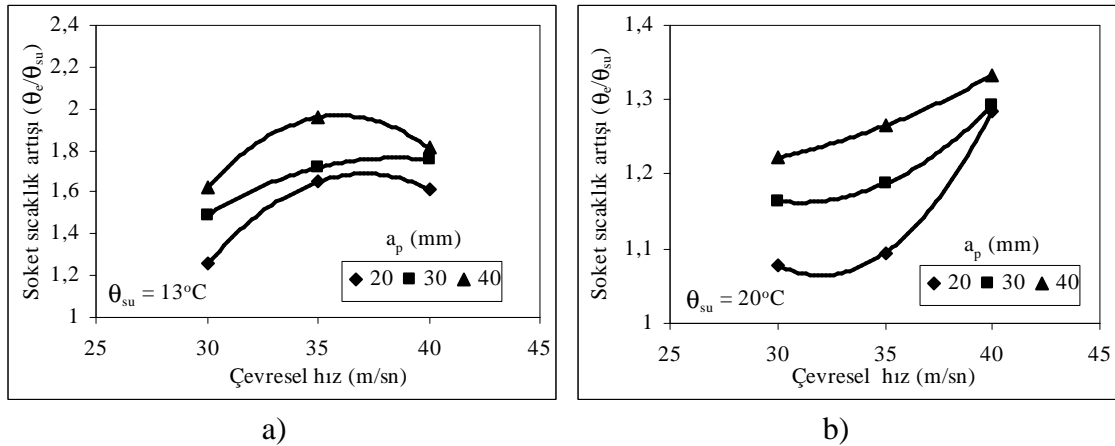 2,4
2,2
2
1,8
1,6
1,4
1,2
1
Soket sıcaklık artışı (θe/θsu)
ap (mm)
20 30 40
θsu = 13°C
25 30 35 40 45
Çevresel hız (m/sn)
a)
1,4
1,3
1,2
1,1
1
Soket sıcaklık artışı (θe/θsu)
ap (mm)
20 30 40
θsu = 20°C
25 30 35 40 45
Çevresel hız (m/sn)
b)